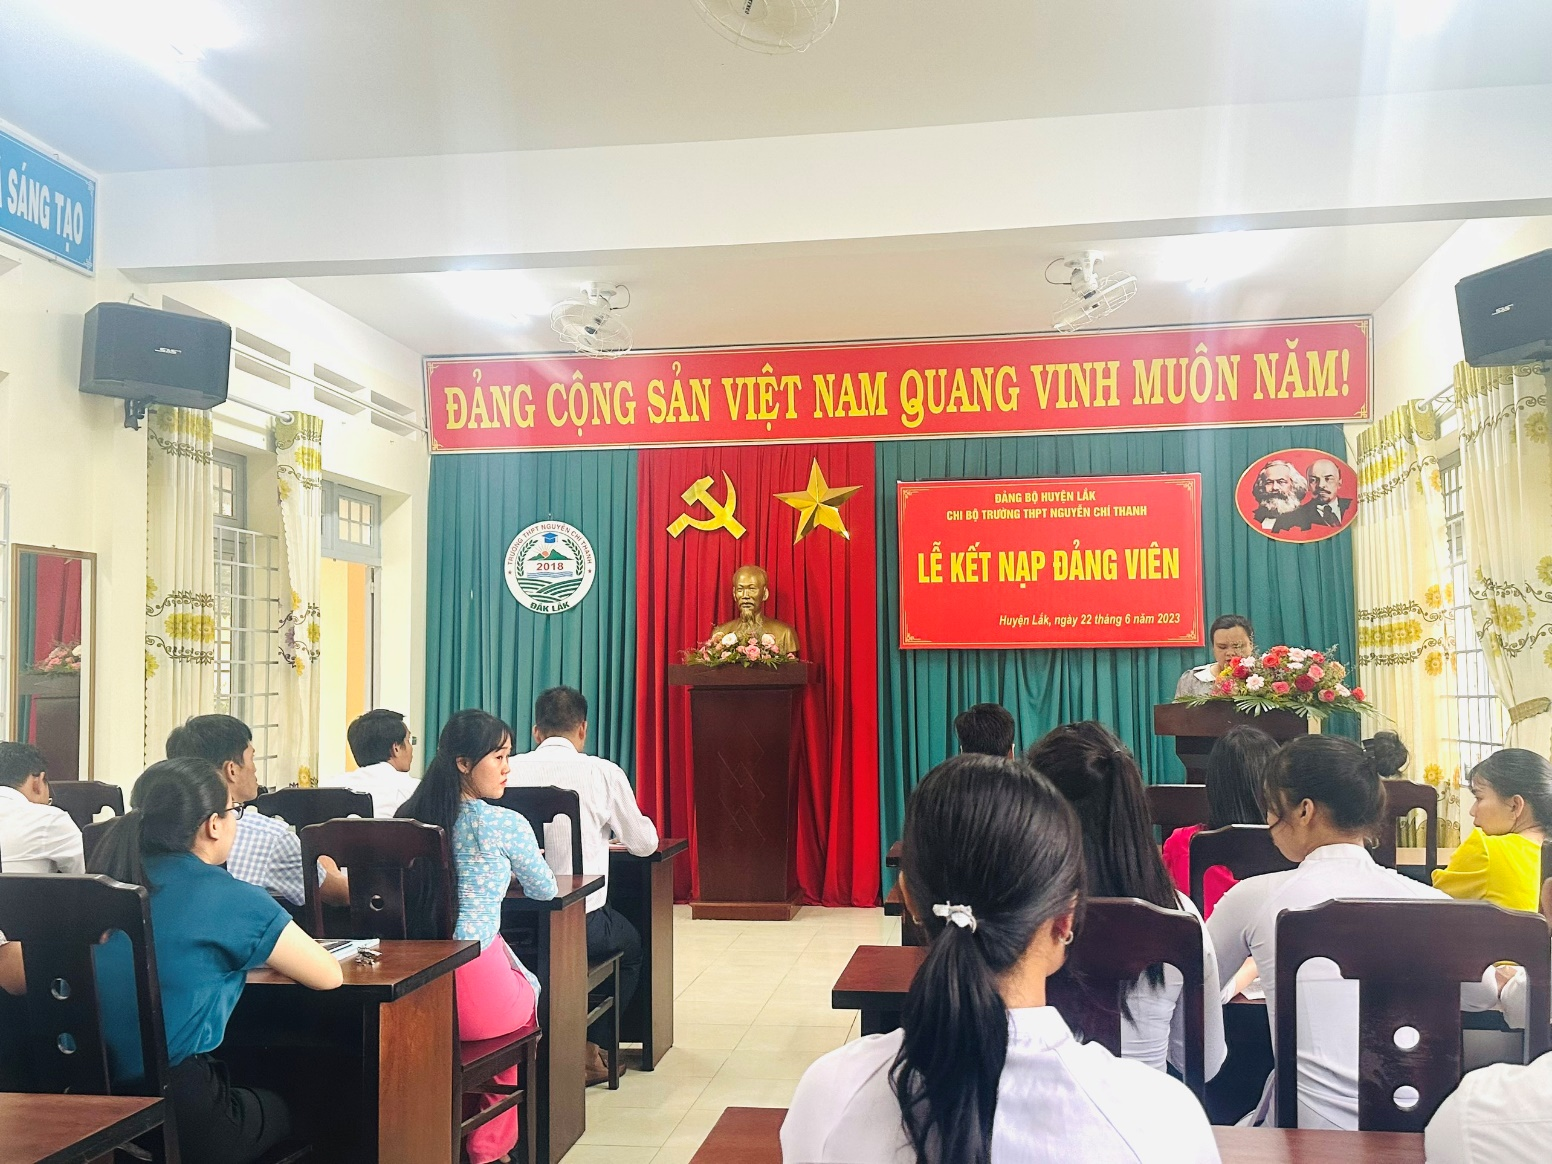 SÁNG TẠO
ĐẢNG CỘNG SẢN VIỆT NAM QUANG VINH MUÔN NĂM!
ĐẢNG BỘ HUYỆN LẮK
CHI BỘ TRƯỜNG THPT NGUYỄN CHÍ THANH
LỄ KẾT NẠP ĐẢNG VIÊN
Huyện Lắk, ngày 22 tháng 6 năm 2023
TRƯỜNG THPT NGUYỄN CHÍ THANH
2018
ĐẮK LẮK